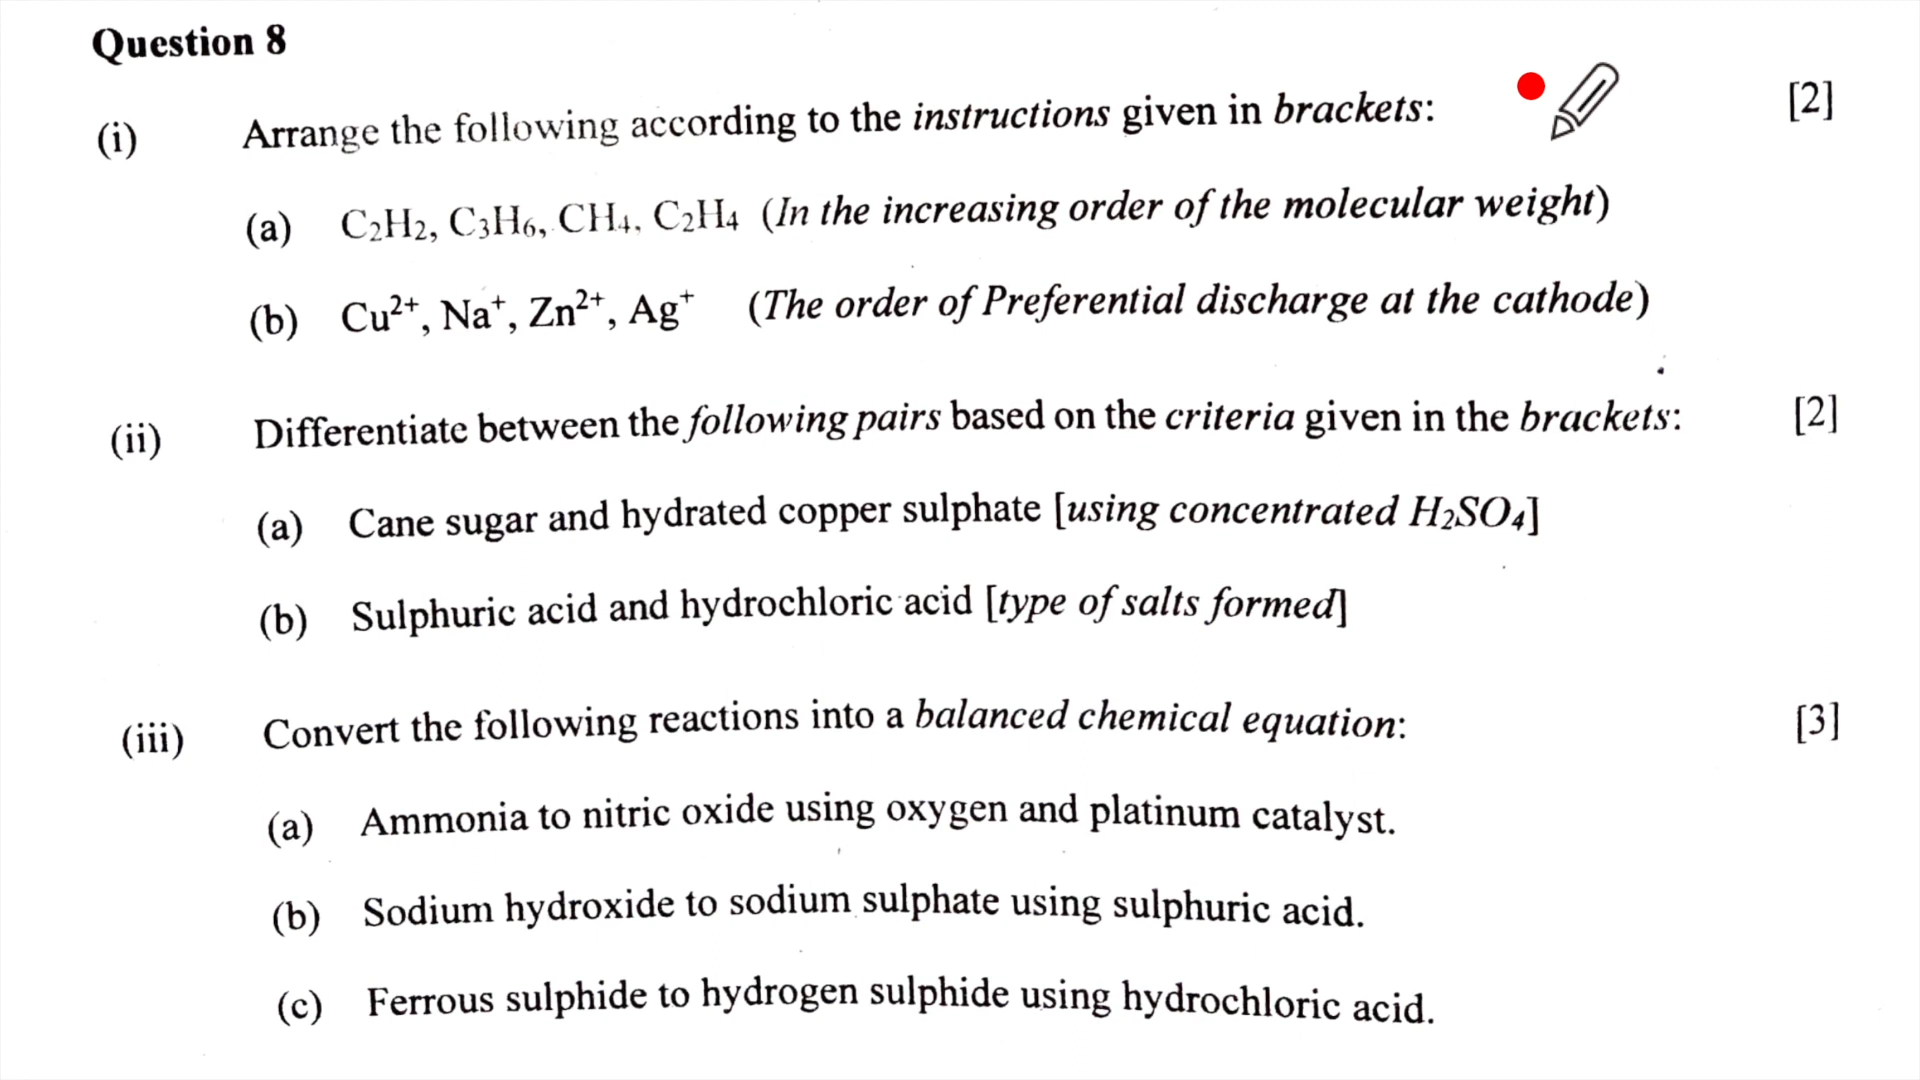 Question 8
(i) Arrange the following according to the instructions given in brackets: [2]
(a) C₂H₂, C₃H₆, CH₄, C₂H₄ (In the increasing order of the molecular weight)
(b) Cu²⁺, Na⁺, Zn²⁺, Ag⁺ (The order of Preferential discharge at the cathode)
(ii) Differentiate between the following pairs based on the criteria given in the brackets: [2]
(a) Cane sugar and hydrated copper sulphate [using concentrated H₂SO₄]
(b) Sulphuric acid and hydrochloric acid [type of salts formed]
(iii) Convert the following reactions into a balanced chemical equation: [3]
(a) Ammonia to nitric oxide using oxygen and platinum catalyst.
(b) Sodium hydroxide to sodium sulphate using sulphuric acid.
(c) Ferrous sulphide to hydrogen sulphide using hydrochloric acid.